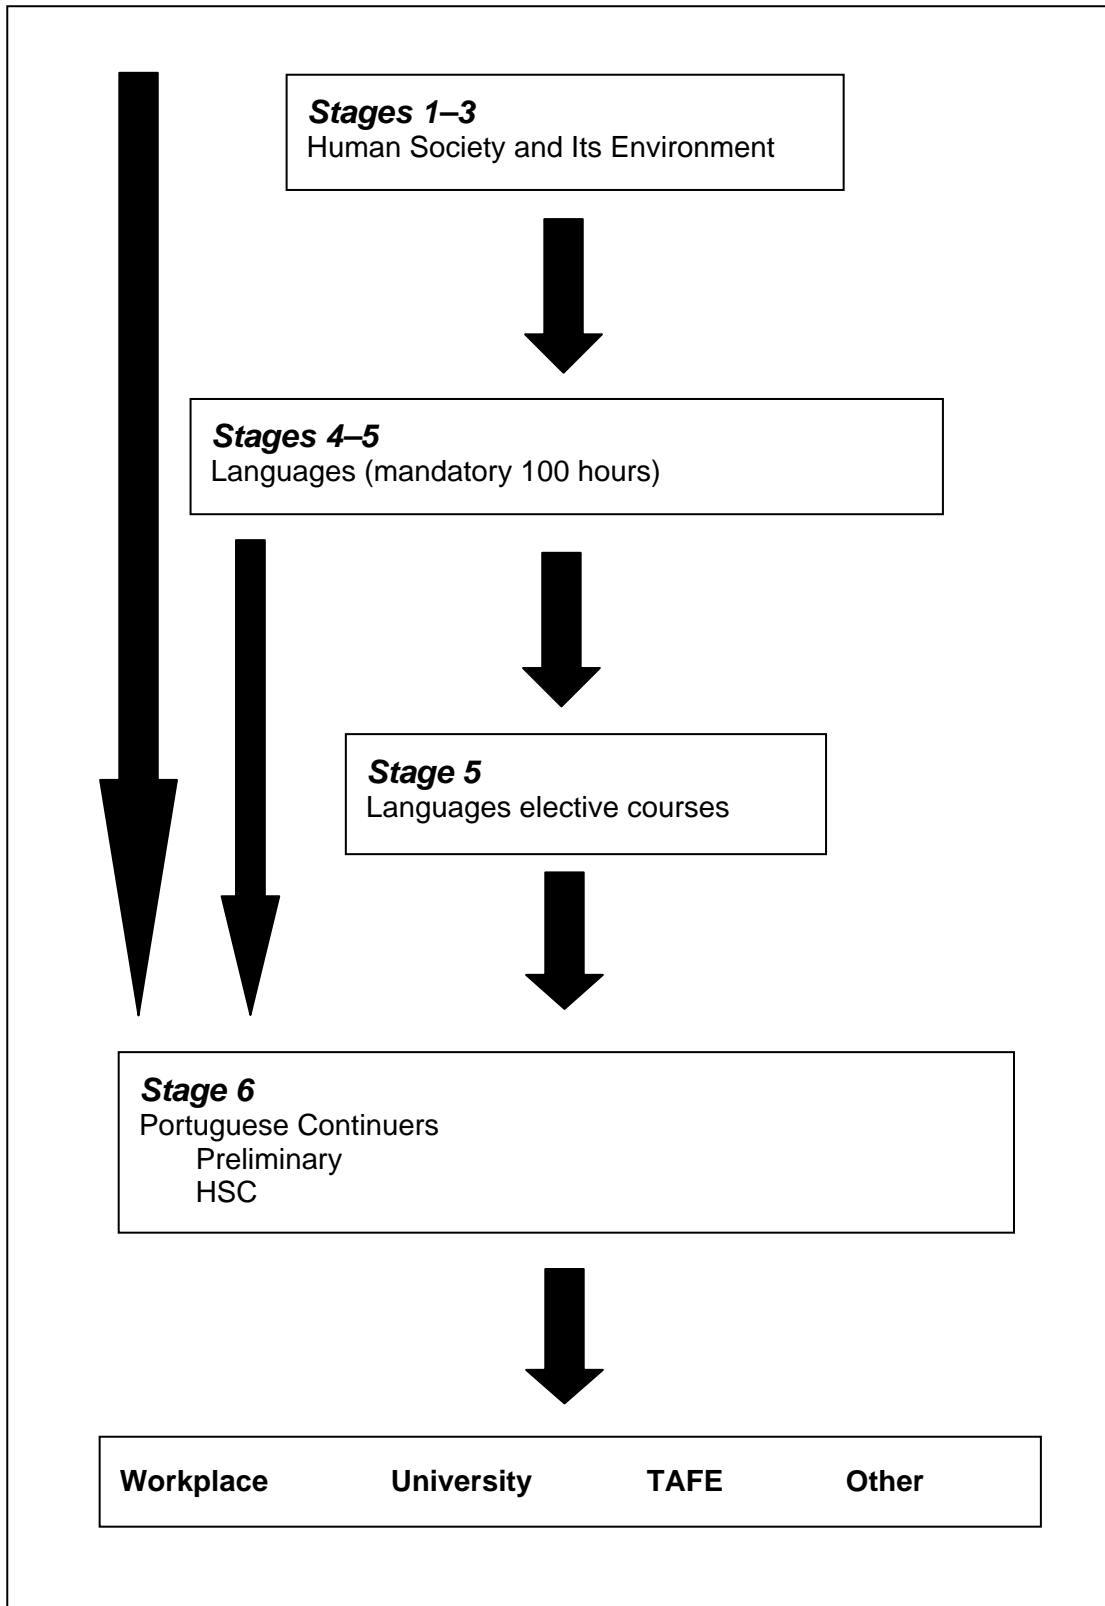 Stages 1–3
Human Society and Its Environment
Stages 4–5
Languages (mandatory 100 hours)
Stage 5
Languages elective courses
Stage 6
Portuguese Continuers
Preliminary
HSC
Workplace University TAFE Other